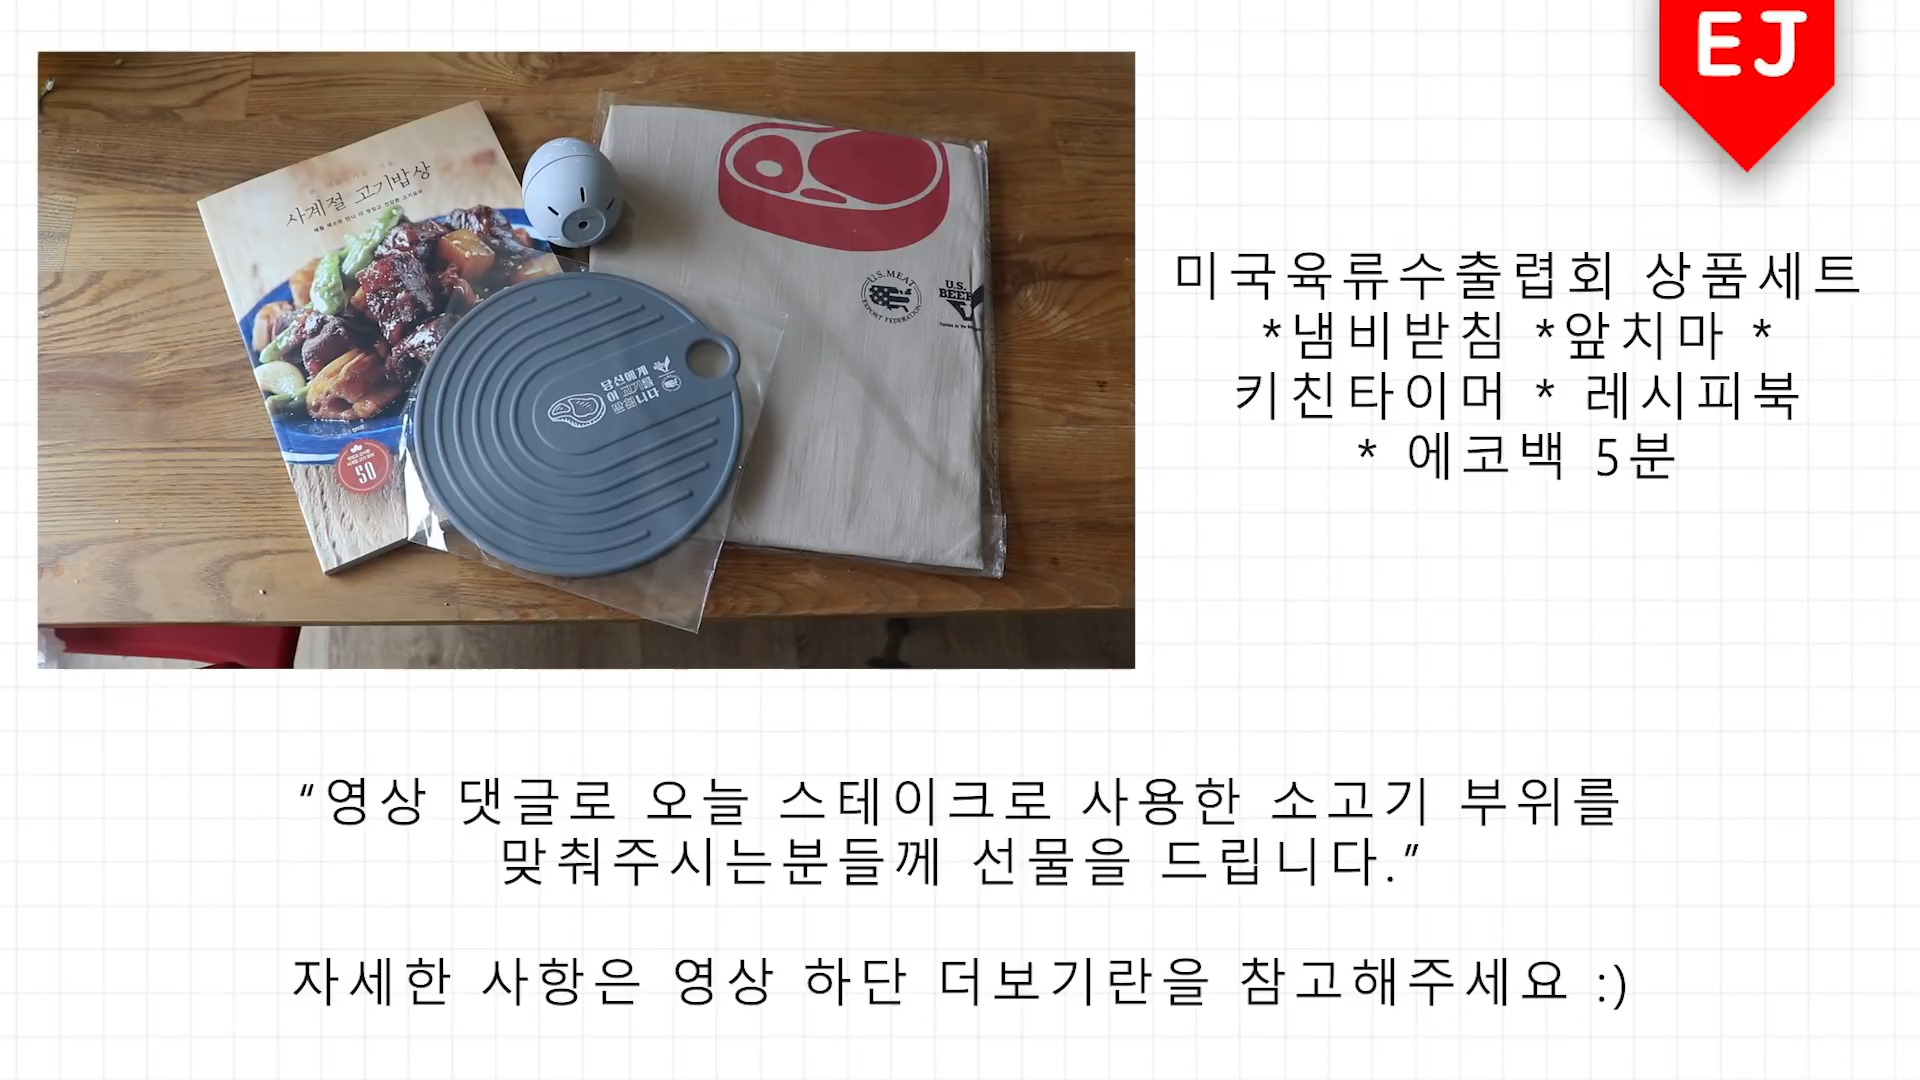 EJ
사계절 고기밥상
50
U.S. MEAT
EXPORT FEDERATION
U.S.
BEEF
당신에게
이 고기를
니다
미국육류수출렵회 상품세트
*냄비받침 *앞치마 *
키친타이머 * 레시피북
* 에코백 5분
“영상 댓글로 오늘 스테이크로 사용한 소고기 부위를
맞춰주시는분들께 선물을 드립니다.”
자세한 사항은 영상 하단 더보기란을 참고해주세요 :)